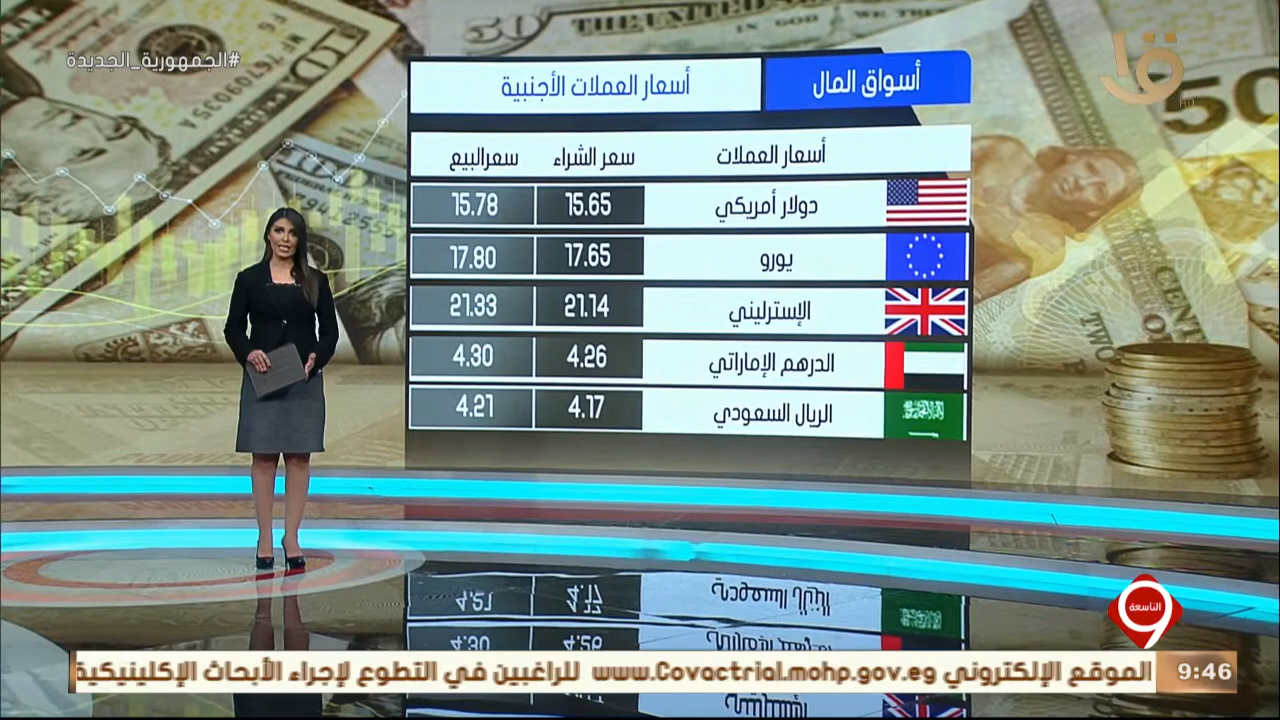 #الجمهورية_الجديدة
أسواق المال
أسعار العملات الأجنبية
أسعار العملات سعر الشراء سعرالبيع
دولار أمريكي 15.65 15.78
يورو 17.65 17.80
الإسترليني 21.14 21.33
الدرهم الإماراتي 4.26 4.30
الريال السعودي 4.17 4.21
التاسعة
9
9:46
الموقع الإلكتروني www.Covactrial.mohp.gov.eg للراغبين في التطوع لإجراء الأبحاث الإكلينيكية